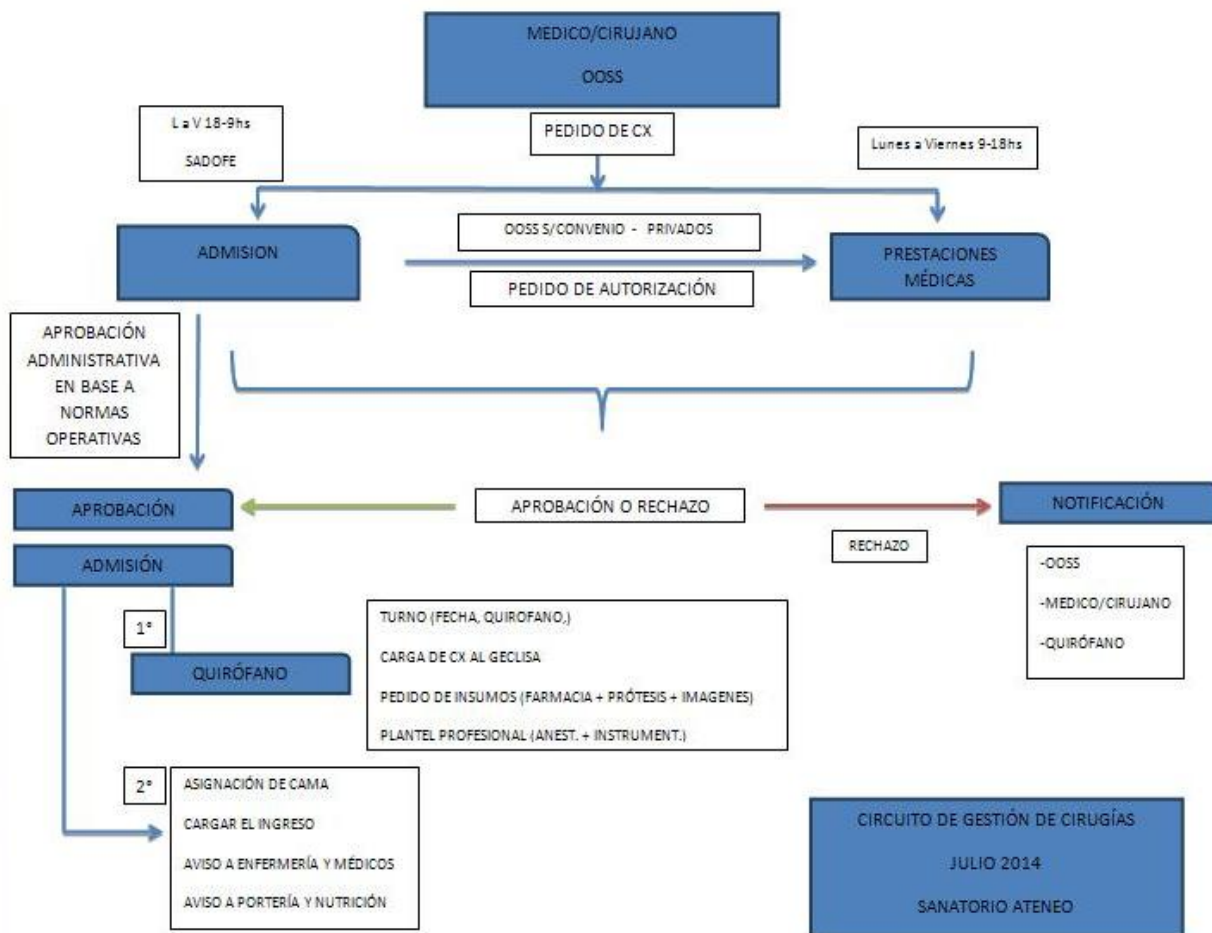 MEDICO/CIRUJANO
OOSS
L a V 18-9hs
SADOFE
PEDIDO DE CX
Lunes a Viernes 9-18hs
ADMISION
OOSS S/CONVENIO - PRIVADOS
PEDIDO DE AUTORIZACIÓN
PRESTACIONES
MÉDICAS
APROBACIÓN
ADMINISTRATIVA
EN BASE A
NORMAS
OPERATIVAS
APROBACIÓN
APROBACIÓN O RECHAZO
RECHAZO
NOTIFICACIÓN
-OOSS
-MEDICO/CIRUJANO
-QUIRÓFANO
ADMISIÓN
1°
QUIRÓFANO
TURNO (FECHA, QUIROFANO,)
CARGA DE CX AL GECLISA
PEDIDO DE INSUMOS (FARMACIA + PRÓTESIS + IMAGENES)
PLANTEL PROFESIONAL (ANEST. + INSTRUMENT.)
2°
ASIGNACIÓN DE CAMA
CARGAR EL INGRESO
AVISO A ENFERMERÍA Y MÉDICOS
AVISO A PORTERÍA Y NUTRICIÓN
CIRCUITO DE GESTIÓN DE CIRUGÍAS
JULIO 2014
SANATORIO ATENEO